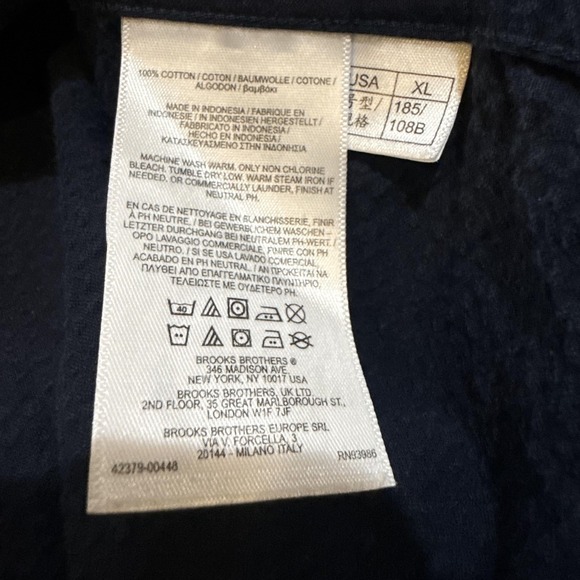 100% COTTON / COTON / BAUMWOLLE / COTONE /
ALGODON / βαμβάκι
MADE IN INDONESIA / FABRIQUE EN
INDONESIE / IN INDONESIEN HERGESTELLT /
FABBRICATO IN INDONESIA /
HECHO EN INDONESIA /
ΚΑΤΑΣΚΕΥΑΣΜΕΝΟ ΣΤΗΝ ΙΝΔΟΝΗΣΙΑ
MACHINE WASH WARM. ONLY NON CHLORINE
BLEACH. TUMBLE DRY LOW. WARM STEAM IRON IF
NEEDED, OR COMMERCIALLY LAUNDER, FINISH AT
NEUTRAL PH.
EN CAS DE NETTOYAGE EN BLANCHISSERIE, FINIR
À PH NEUTRE. / BEI GEWERBLICHEM WASCHEN -
LETZTER DURCHGANG BEI NEUTRALEM PH-WERT. /
OPO LAVAGGIO COMMERCIALE, FINIRE CON PH
NEUTRO. / SI SE USA LAVADO COMERCIAL,
ACABADO EN PH NEUTRAL. / ΑΝ ΠΡΟΚΕΙΤΑΙ ΝΑ
ΠΛΥΘΕΙ ΑΠΟ ΕΠΑΓΓΕΛΜΑΤΙΚΟ ΠΛΥΝΤΗΡΙΟ,
ΤΕΛΕΙΩΣΤΕ ΜΕ ΟΥΔΕΤΕΡΟ PH.
40
BROOKS BROTHERS ®
346 MADISON AVE.
NEW YORK, NY 10017 USA
BROOKS BROTHERS, UK LTD.
2ND FLOOR, 35 GREAT MARLBOROUGH ST.,
LONDON W1F 7JF
BROOKS BROTHERS EUROPE SRL
VIA V. FORCELLA, 3
20144 - MILANO ITALY
42379-00448 RN93986
USA XL
号型/ 185/
规格 108B